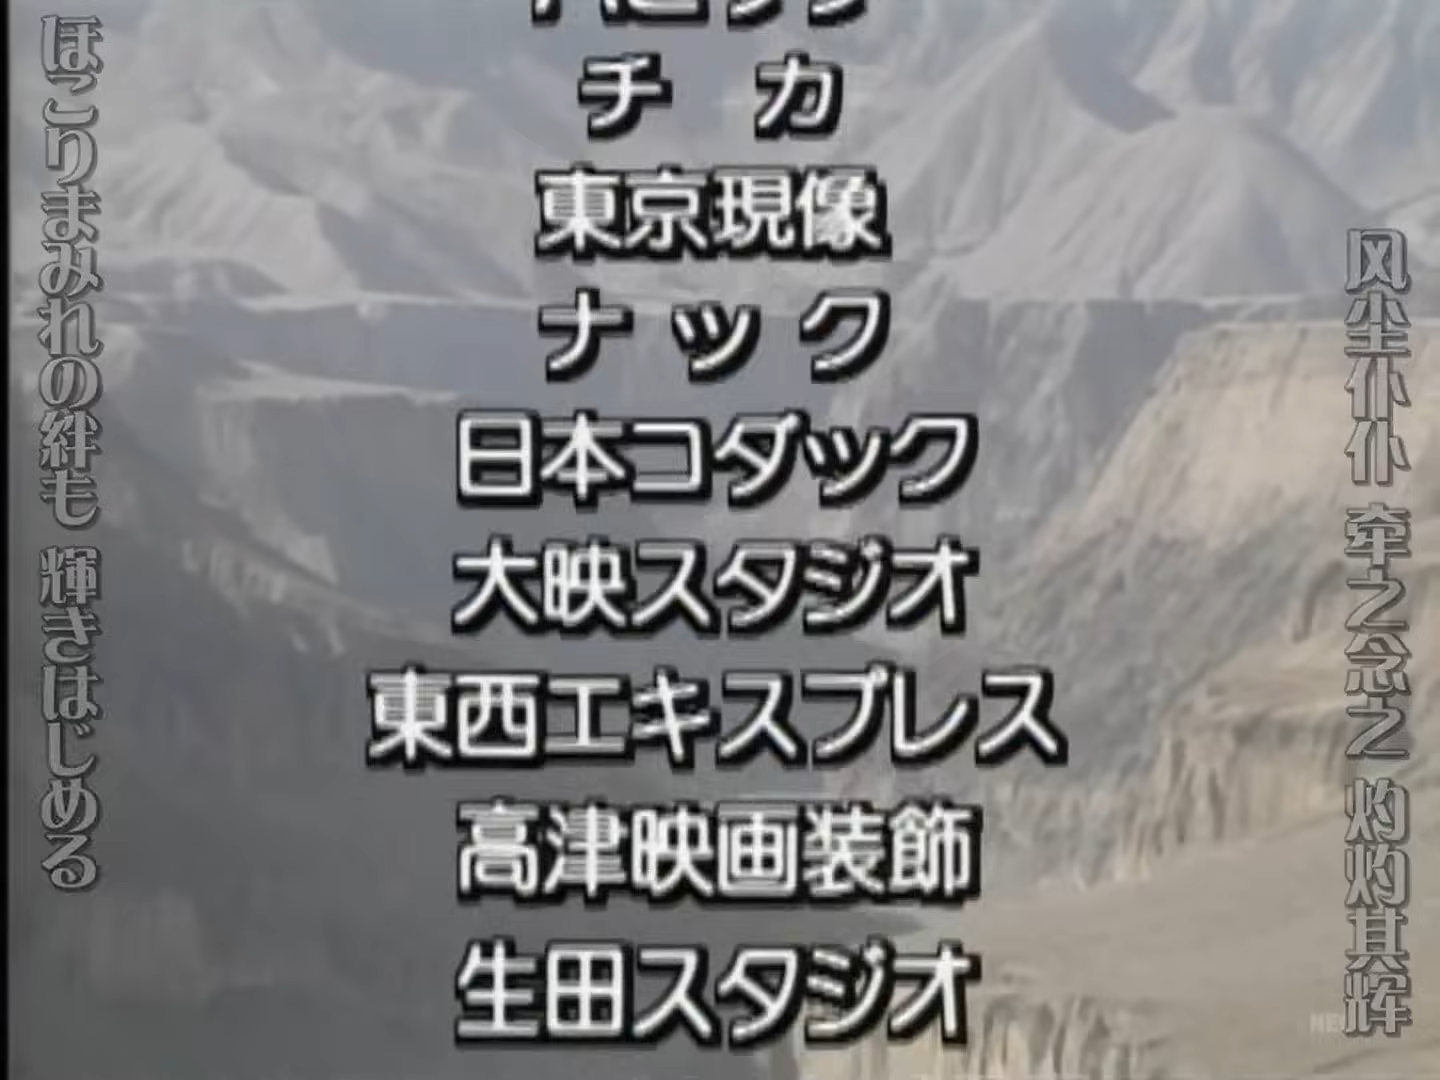 チカ
東京現像
ナック
日本コダック
大映スタジオ
東西エキスプレス
高津映画装飾
生田スタジオ
ほこりまみれの絆も 輝きはじめる
风尘仆仆 牵之念之 灼灼其辉